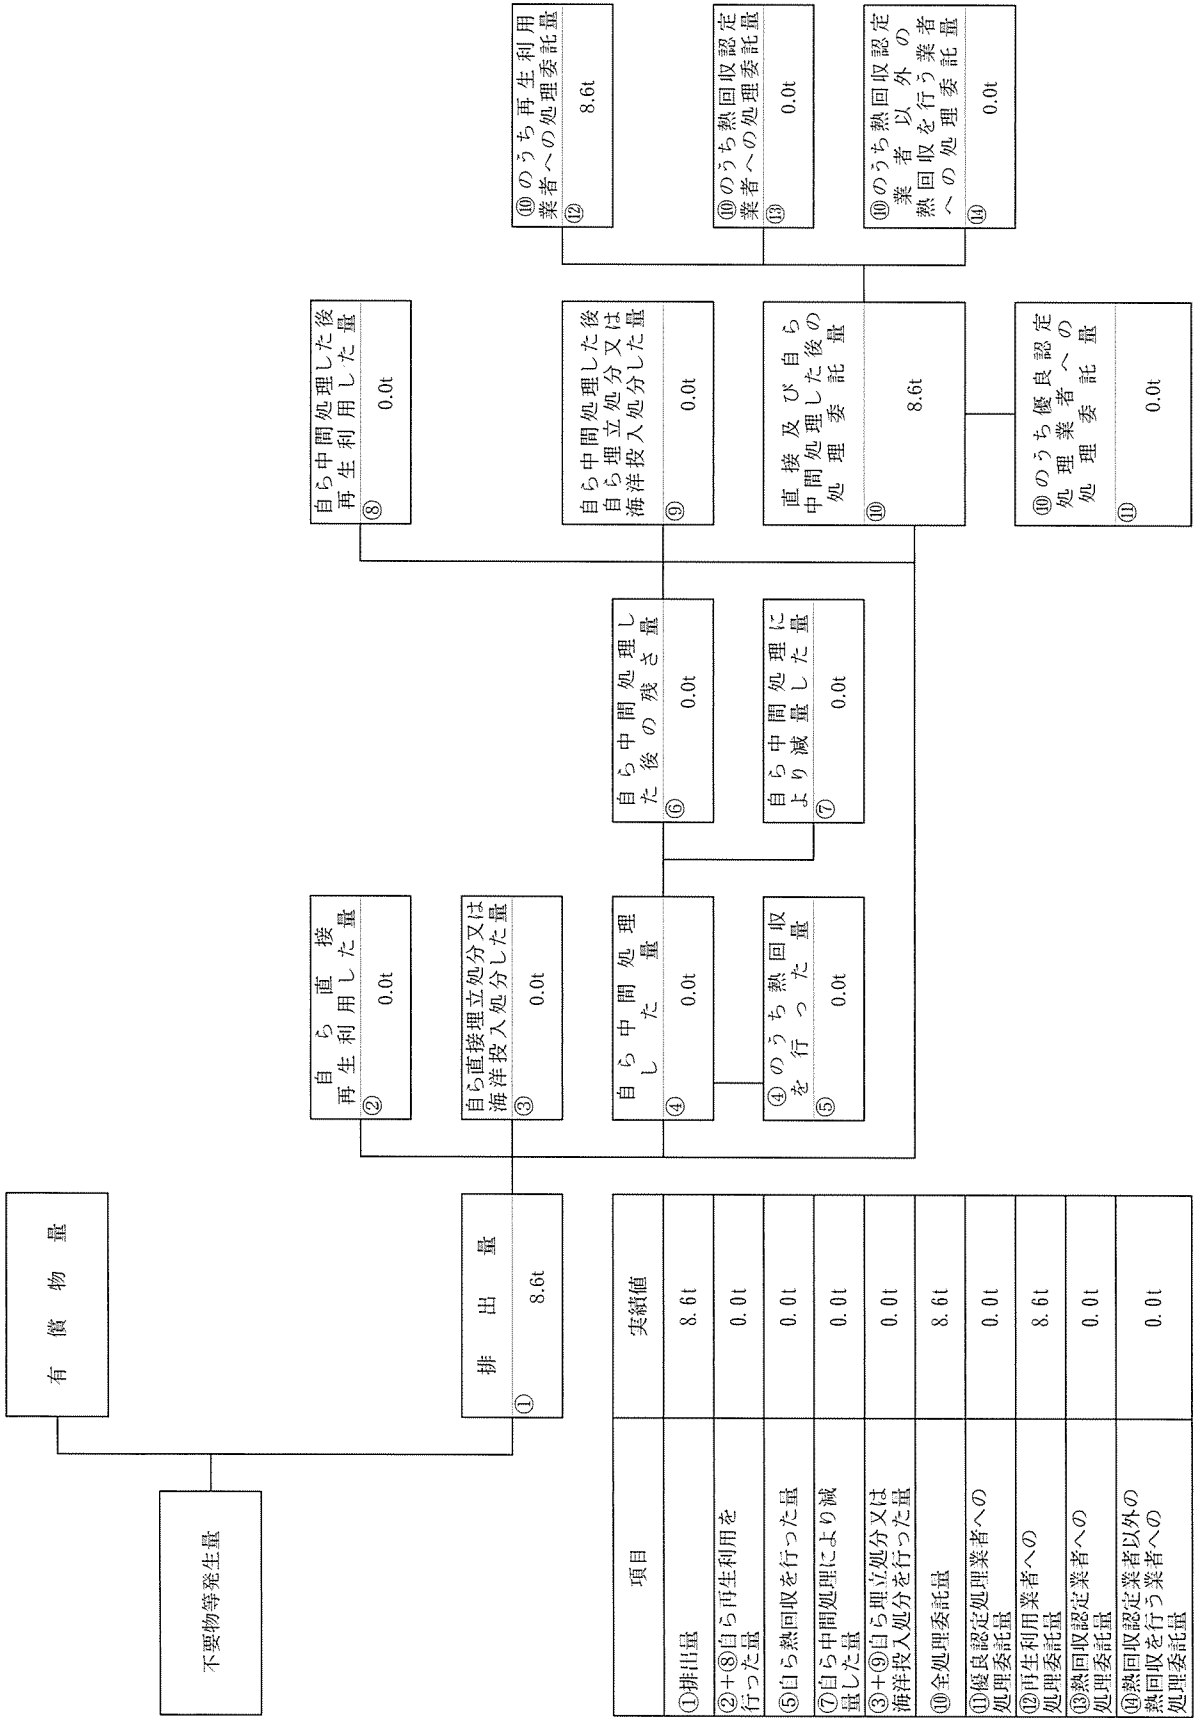 不要物等発生量
有償物量
排出量
①
8.6t
自ら直接
再生利用した量
②
0.0t
自ら直接埋立処分又は
海洋投入処分した量
③
0.0t
自ら中間処理
した量
④
0.0t
④のうち熱回収
を行った量
⑤
0.0t
自ら中間処理し
た後の残さ量
⑥
0.0t
自ら中間処理に
より減量した量
⑦
0.0t
自ら中間処理した後
再生利用した量
⑧
0.0t
自ら中間処理した後
自ら埋立処分又は
海洋投入処分した量
⑨
0.0t
直接及び自ら
中間処理した後の
処理委託量
⑩
8.6t
⑩のうち優良認定
処理業者への
処理委託量
⑪
0.0t
⑩のうち再生利用
業者への処理委託量
⑫
8.6t
⑩のうち熱回収認定
業者への処理委託量
⑬
0.0t
⑩のうち熱回収認定
業者以外の
熱回収を行う業者
への処理委託量
⑭
0.0t
項目 実績値
①排出量 8.6t
②+⑧自ら再生利用を
行った量 0.0t
⑤自ら熱回収を行った量 0.0t
⑦自ら中間処理により減
量した量 0.0t
③+⑨自ら埋立処分又は
海洋投入処分を行った量 0.0t
⑩全処理委託量 8.6t
⑪優良認定処理業者への
処理委託量 0.0t
⑫再生利用業者への
処理委託量 8.6t
⑬熱回収認定業者への
処理委託量 0.0t
⑭熱回収認定業者以外の
熱回収を行う業者への
処理委託量 0.0t